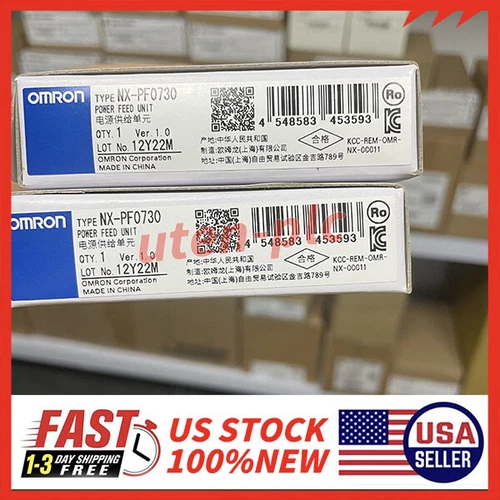 OMRON
TYPE NX-PF0730
POWER FEED UNIT
电源供给单元
QTY. 1 Ver. 1.0
LOT No. 12Y22M
OMRON Corporation
MADE IN CHINA
4 548583 453593
产地:中华人民共和国
制造:欧姆龙(上海)有限公司
地址:中国(上海)自由贸易试验区金吉路789号
合格
Ro
KCC-REM-OMR-
NX-00011
OMRON
TYPE NX-PF0730
POWER FEED UNIT
电源供给单元
QTY. 1 Ver. 1.0
LOT No. 12Y22M
OMRON Corporation
MADE IN CHINA
4 548583 453593
产地:中华人民共和国
制造:欧姆龙(上海)有限公司
地址:中国(上海)自由贸易试验区金吉路789号
合格
Ro
KCC-REM-OMR-
NX-00011
uten-plc
FAST
1-3 DAY SHIPPING FREE
US STOCK
100%NEW
USA
SELLER